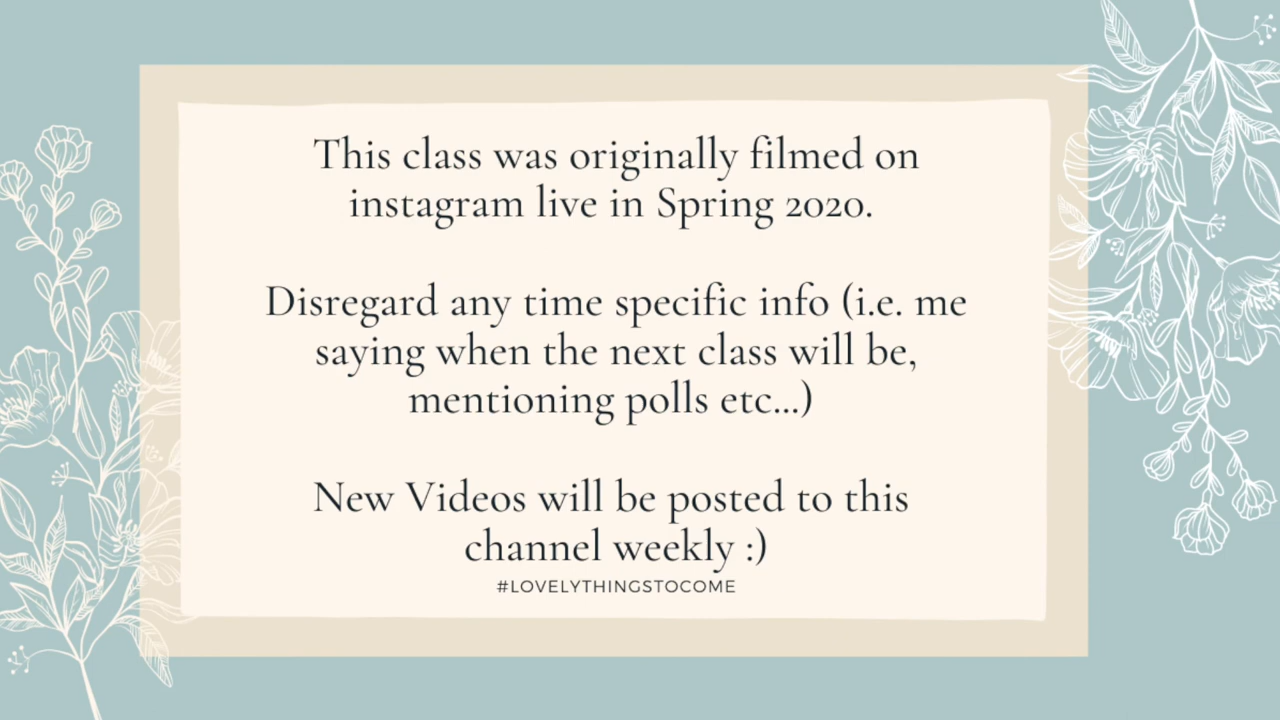 This class was originally filmed on
instagram live in Spring 2020.
Disregard any time specific info (i.e. me
saying when the next class will be,
mentioning polls etc...)
New Videos will be posted to this
channel weekly :)
#LOVELYTHINGSTOCOME